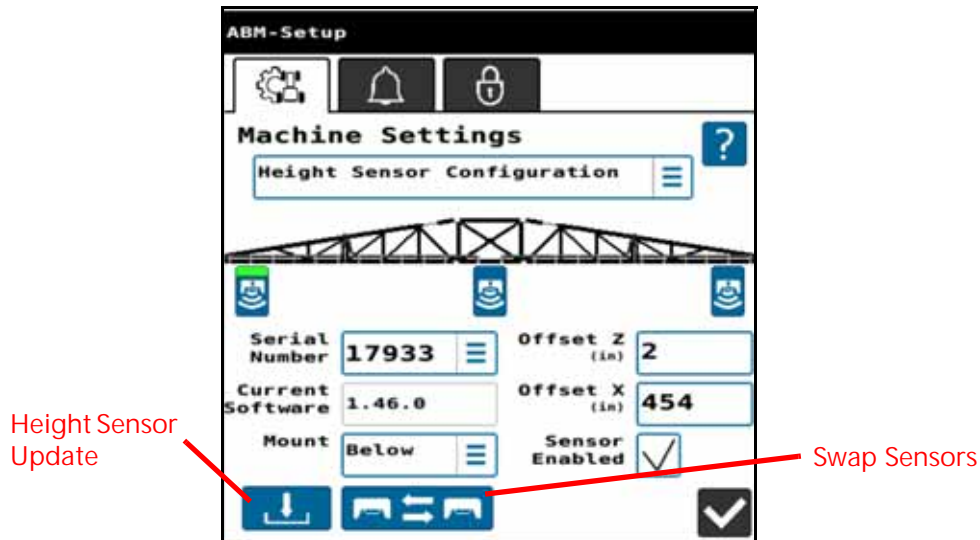 ABM-Setup
Machine Settings
?
Height Sensor Configuration
Serial Number 17933
Offset Z (in) 2
Current Software 1.46.0
Offset X (in) 454
Mount Below
Sensor Enabled
Height Sensor
Update
Swap Sensors